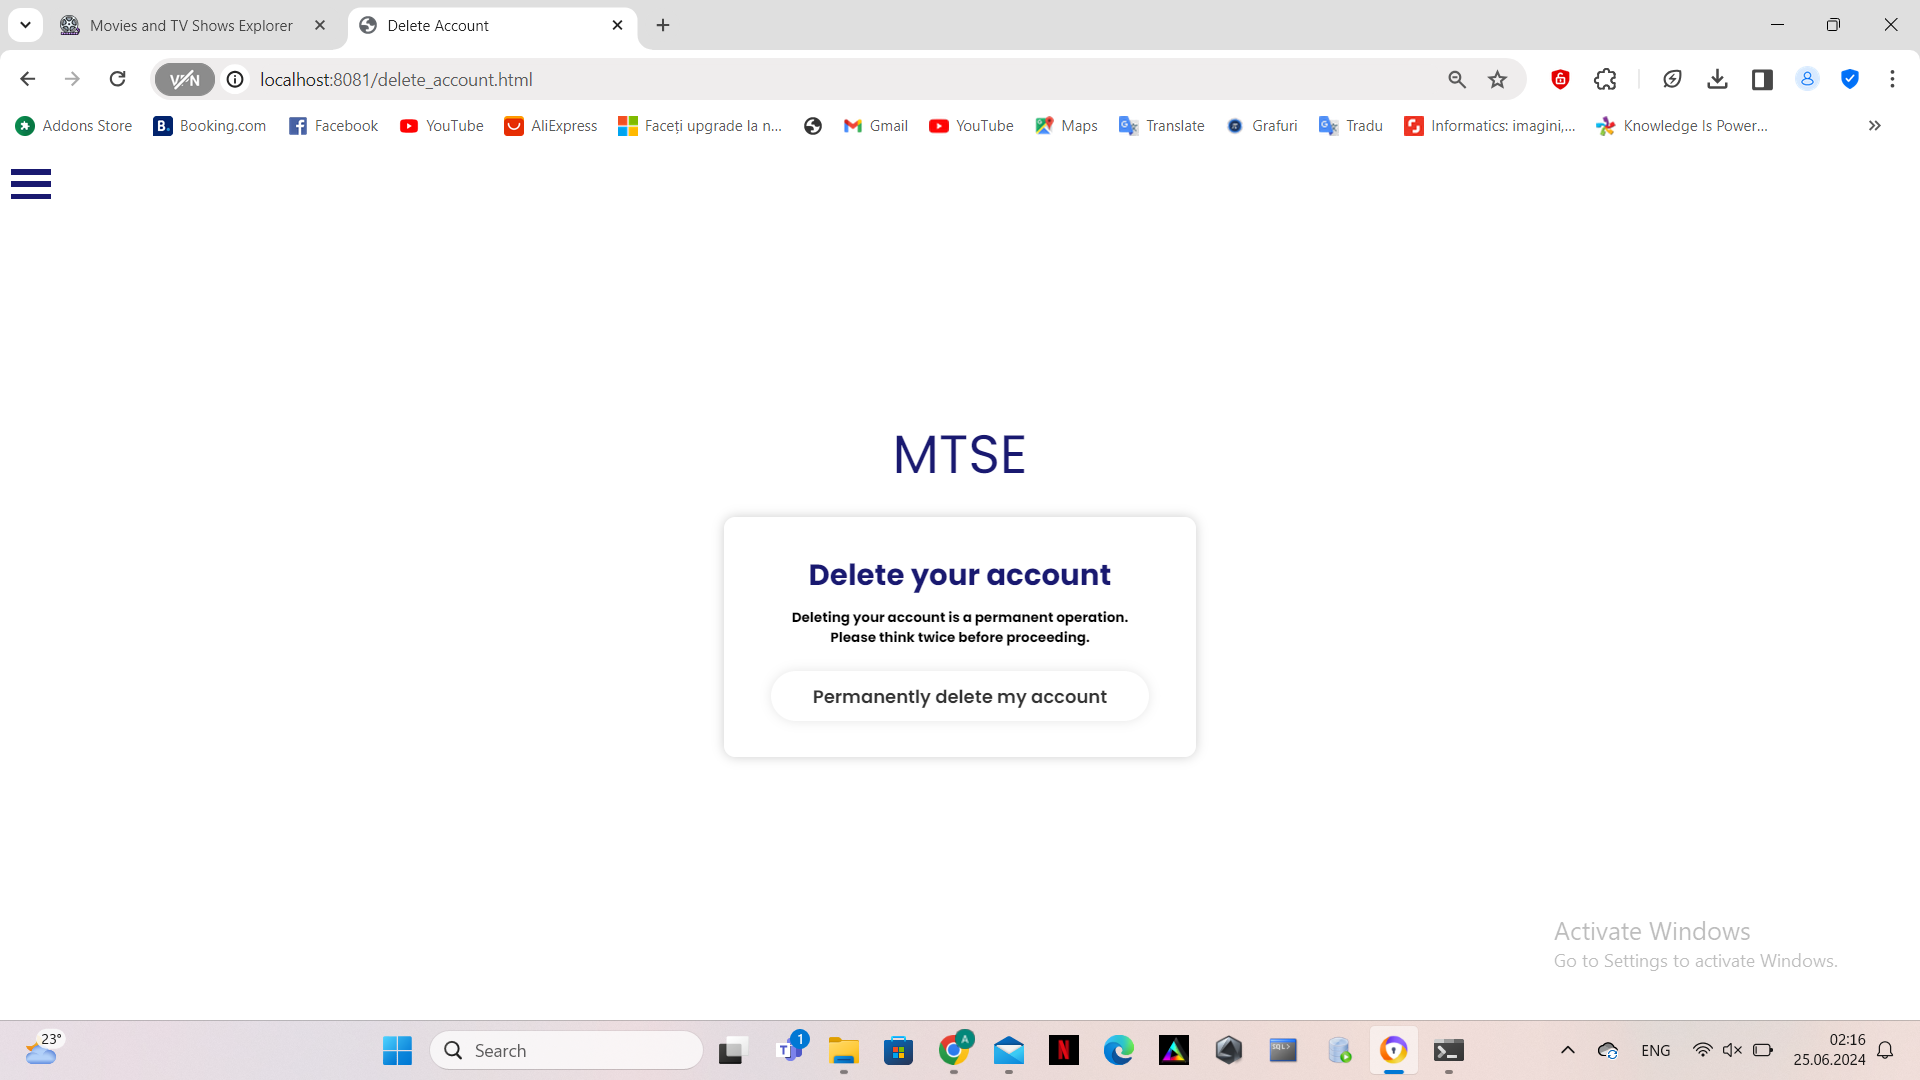 Movies and TV Shows Explorer
Delete Account
VPN
localhost:8081/delete_account.html
Addons Store
B.
Booking.com
Facebook
YouTube
AliExpress
Faceți upgrade la n...
Gmail
YouTube
Maps
Translate
Grafuri
Tradu
Informatics: imagini,...
Knowledge Is Power...
MTSE
Delete your account
Deleting your account is a permanent operation.
Please think twice before proceeding.
Permanently delete my account
Activate Windows
Go to Settings to activate Windows.
23°
Search
1
T
A
N
SQL>
ENG
02:16
25.06.2024